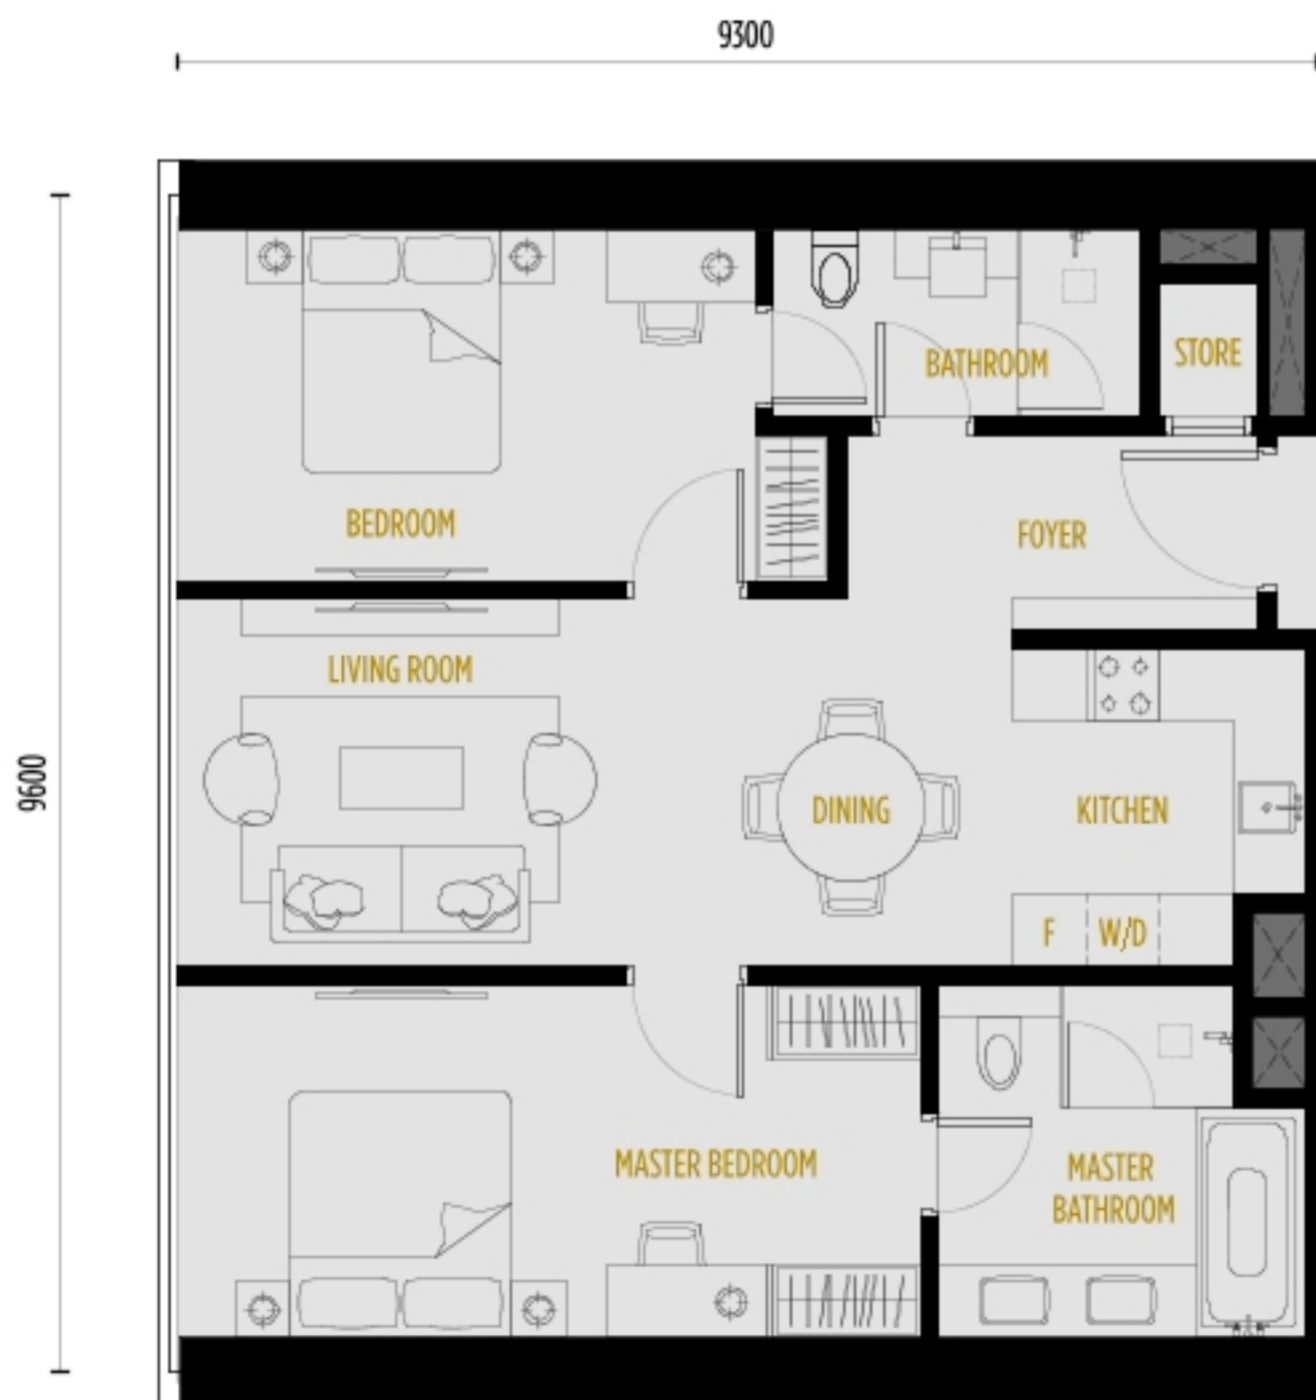 9300
BATHROOM
STORE
BEDROOM
FOYER
LIVING ROOM
9600
DINING
KITCHEN
F
W/D
MASTER BEDROOM
MASTER
BATHROOM